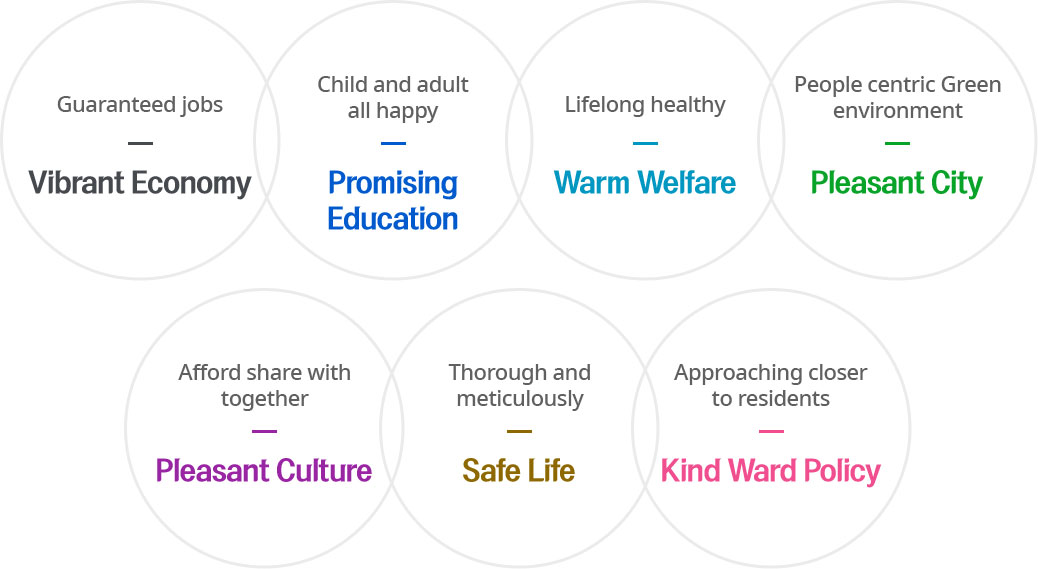 Guaranteed jobs
Vibrant Economy
Child and adult
all happy
Promising
Education
Lifelong healthy
Warm Welfare
People centric Green
environment
Pleasant City
Afford share with
together
Pleasant Culture
Thorough and
meticulously
Safe Life
Approaching closer
to residents
Kind Ward Policy